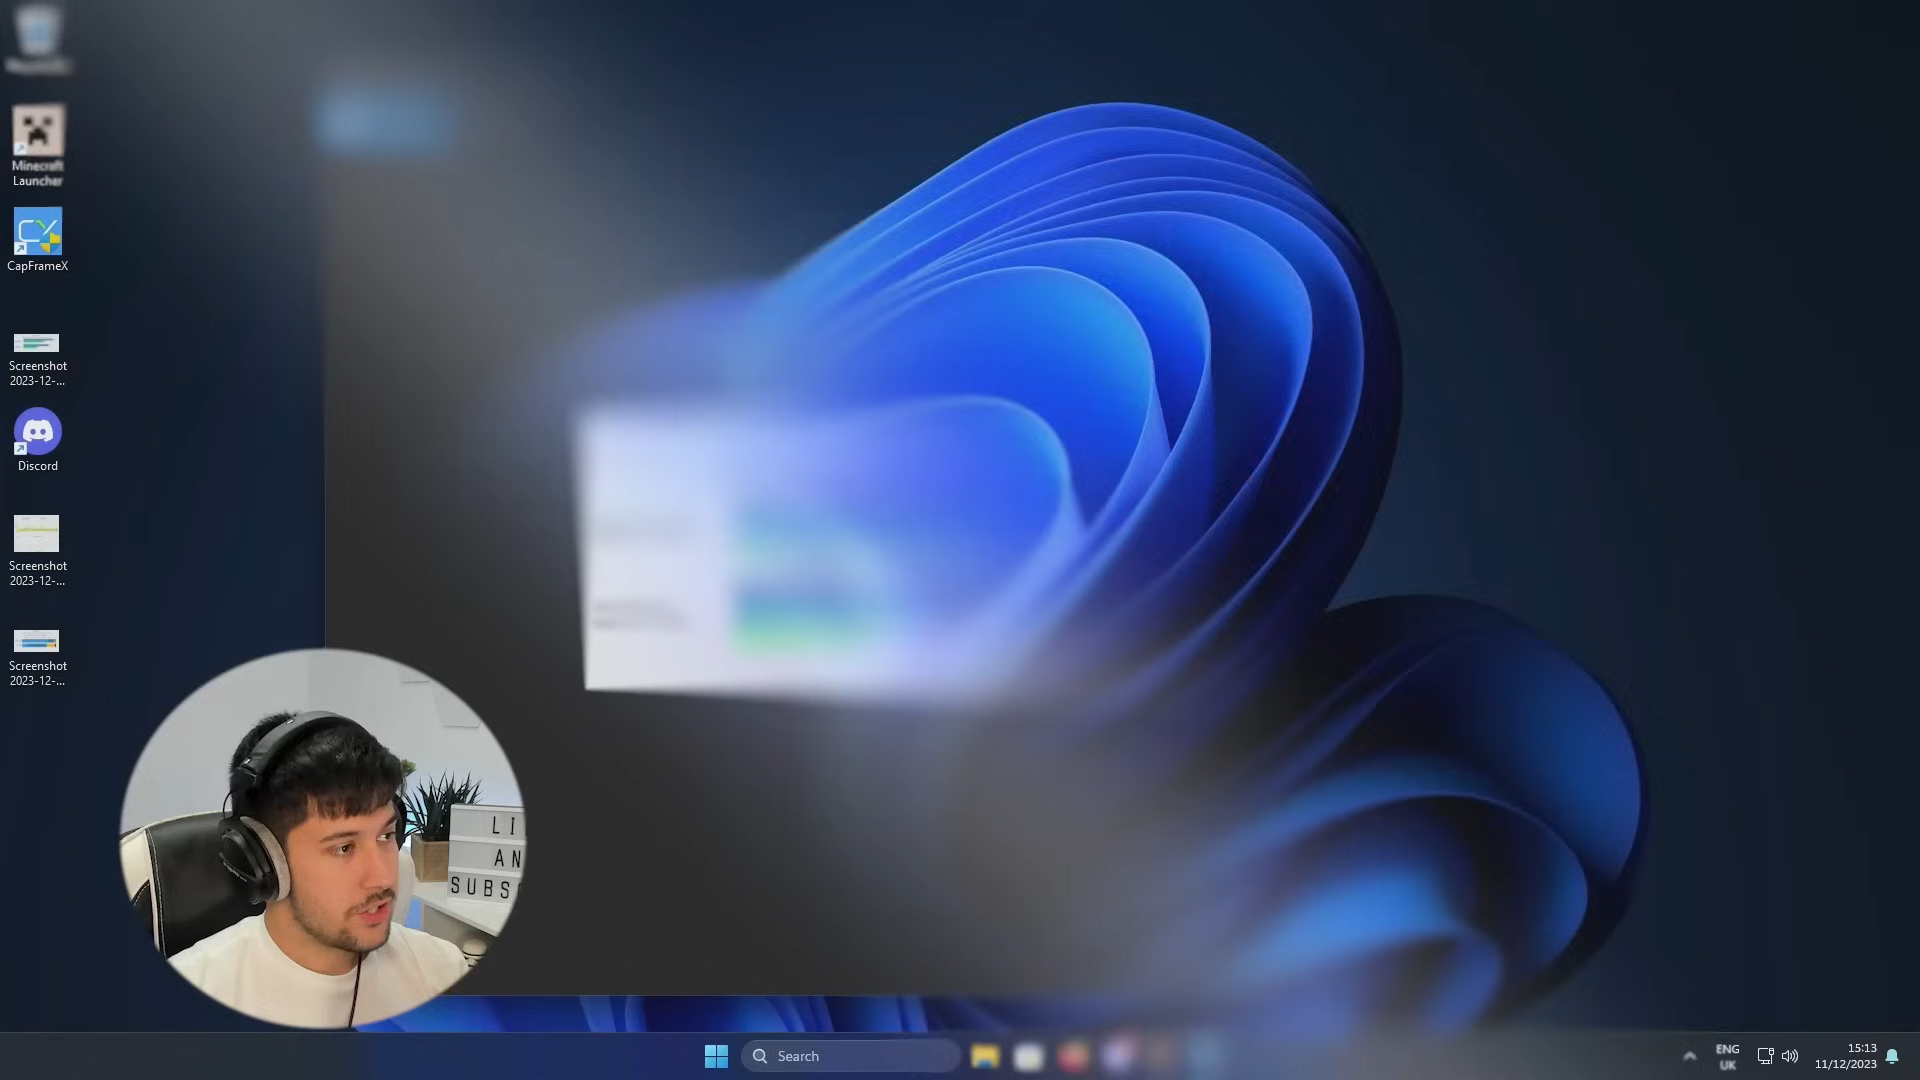 Minecraft
Launcher
CapFrameX
Screenshot
2023-12-...
Discord
Screenshot
2023-12-...
Screenshot
2023-12-...
LI
AN
SUBS
Search
ENG
UK
15:13
11/12/2023